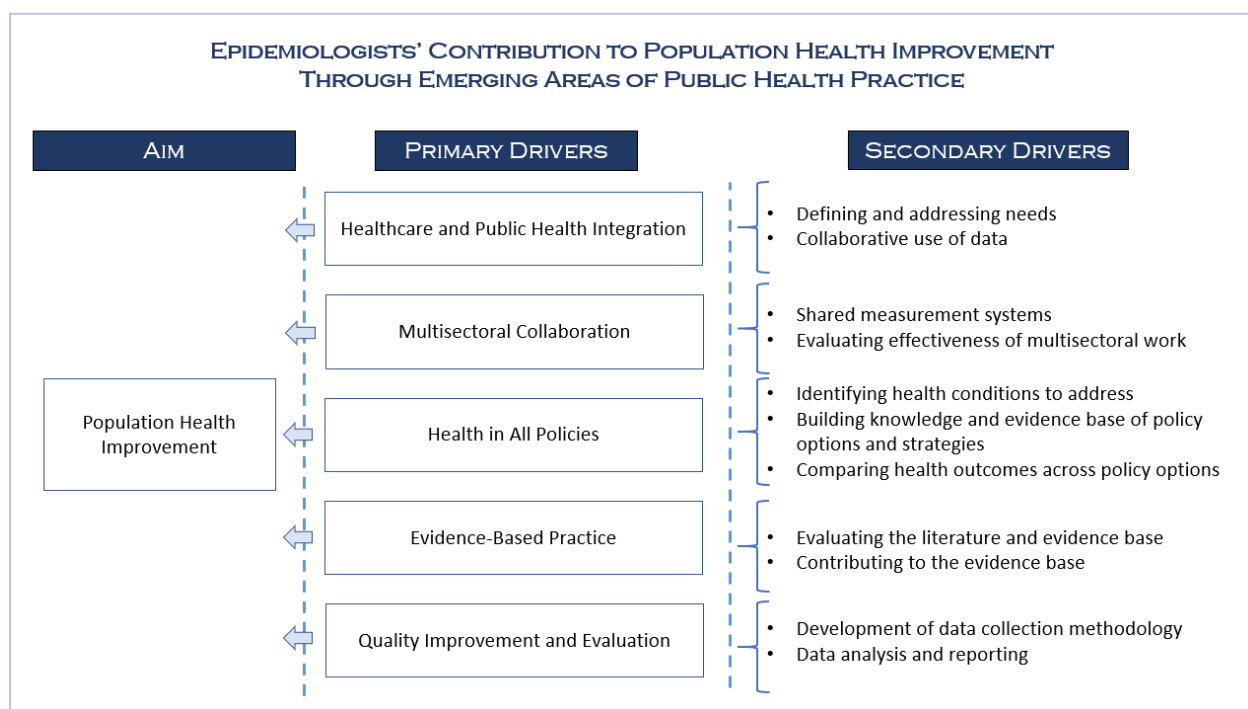 Epidemiologists’ Contribution to Population Health Improvement
Through Emerging Areas of Public Health Practice
Aim
Primary Drivers
Secondary Drivers
Healthcare and Public Health Integration
• Defining and addressing needs
• Collaborative use of data
Multisectoral Collaboration
• Shared measurement systems
• Evaluating effectiveness of multisectoral work
Population Health
Improvement
Health in All Policies
• Identifying health conditions to address
• Building knowledge and evidence base of policy
options and strategies
• Comparing health outcomes across policy options
Evidence-Based Practice
• Evaluating the literature and evidence base
• Contributing to the evidence base
Quality Improvement and Evaluation
• Development of data collection methodology
• Data analysis and reporting